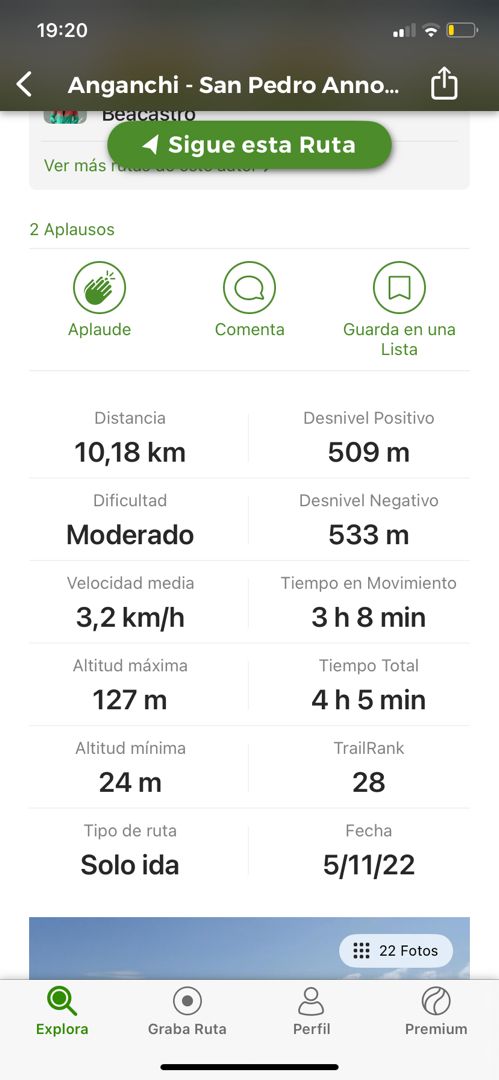 19:20
Anganchi - San Pedro Anno...
Beacastro
Sigue esta Ruta
Ver más rutas de este autor
2 Aplausos
Aplaude
Comenta
Guarda en una
Lista
Distancia
Desnivel Positivo
10,18 km
509 m
Dificultad
Desnivel Negativo
Moderado
533 m
Velocidad media
Tiempo en Movimiento
3,2 km/h
3 h 8 min
Altitud máxima
Tiempo Total
127 m
4 h 5 min
Altitud mínima
TrailRank
24 m
28
Tipo de ruta
Fecha
Solo ida
5/11/22
22 Fotos
Explora
Graba Ruta
Perfil
Premium